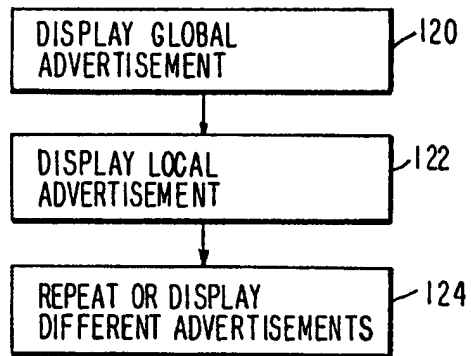 DISPLAY GLOBAL
ADVERTISEMENT
120
DISPLAY LOCAL
ADVERTISEMENT
122
REPEAT OR DISPLAY
DIFFERENT ADVERTISEMENTS
124